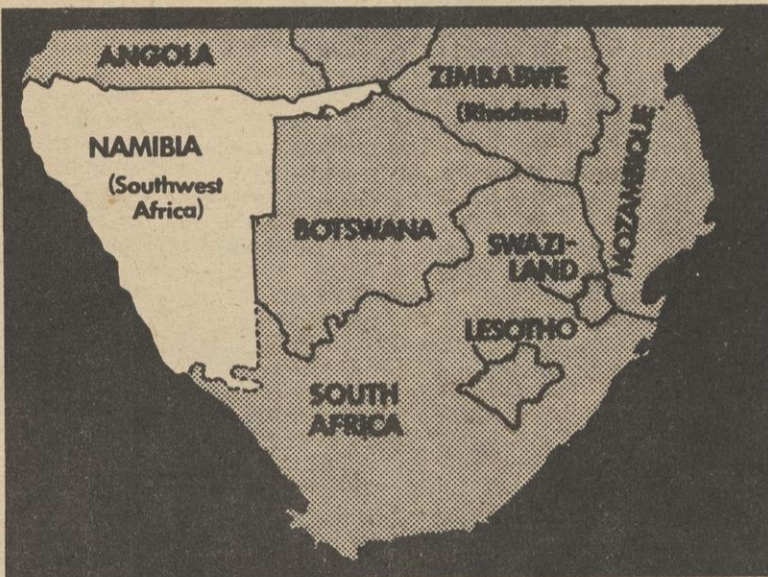 ANGOLA
ZIMBABWE
(Rhodesia)
NAMIBIA
(Southwest
Africa)
MOZAMBIQUE
BOTSWANA
SWAZI-
LAND
LESOTHO
SOUTH
AFRICA